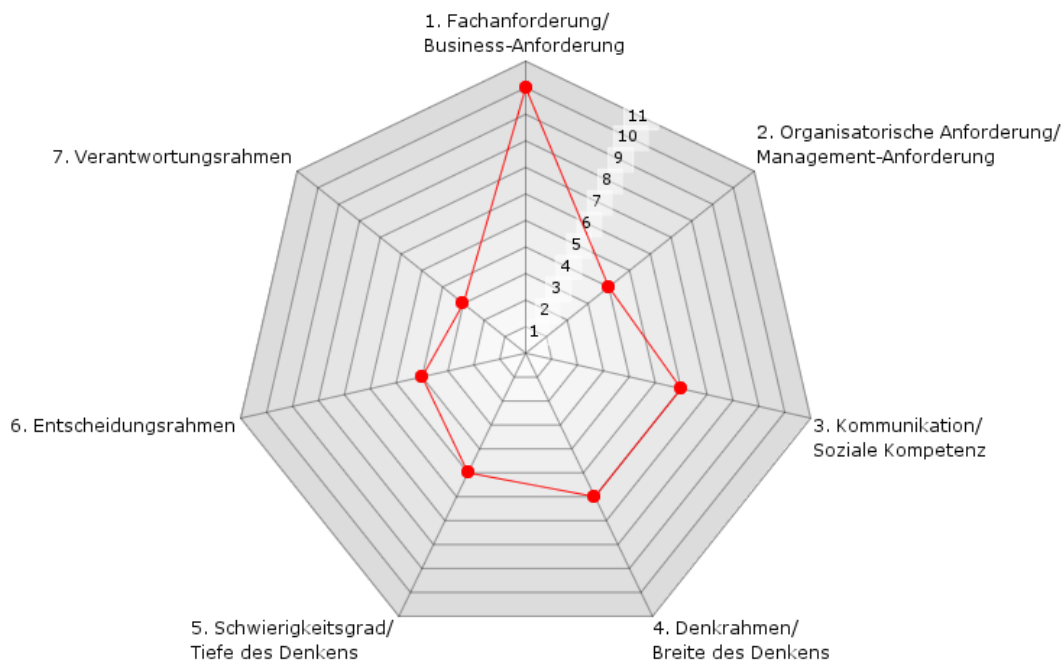 1. Fachanforderung/
Business-Anforderung
11
10
9
8
7
6
5
4
3
2
1
2. Organisatorische Anforderung/
Management-Anforderung
7. Verantwortungsrahmen
6. Entscheidungsrahmen
3. Kommunikation/
Soziale Kompetenz
5. Schwierigkeitsgrad/
Tiefe des Denkens
4. Denkrahmen/
Breite des Denkens